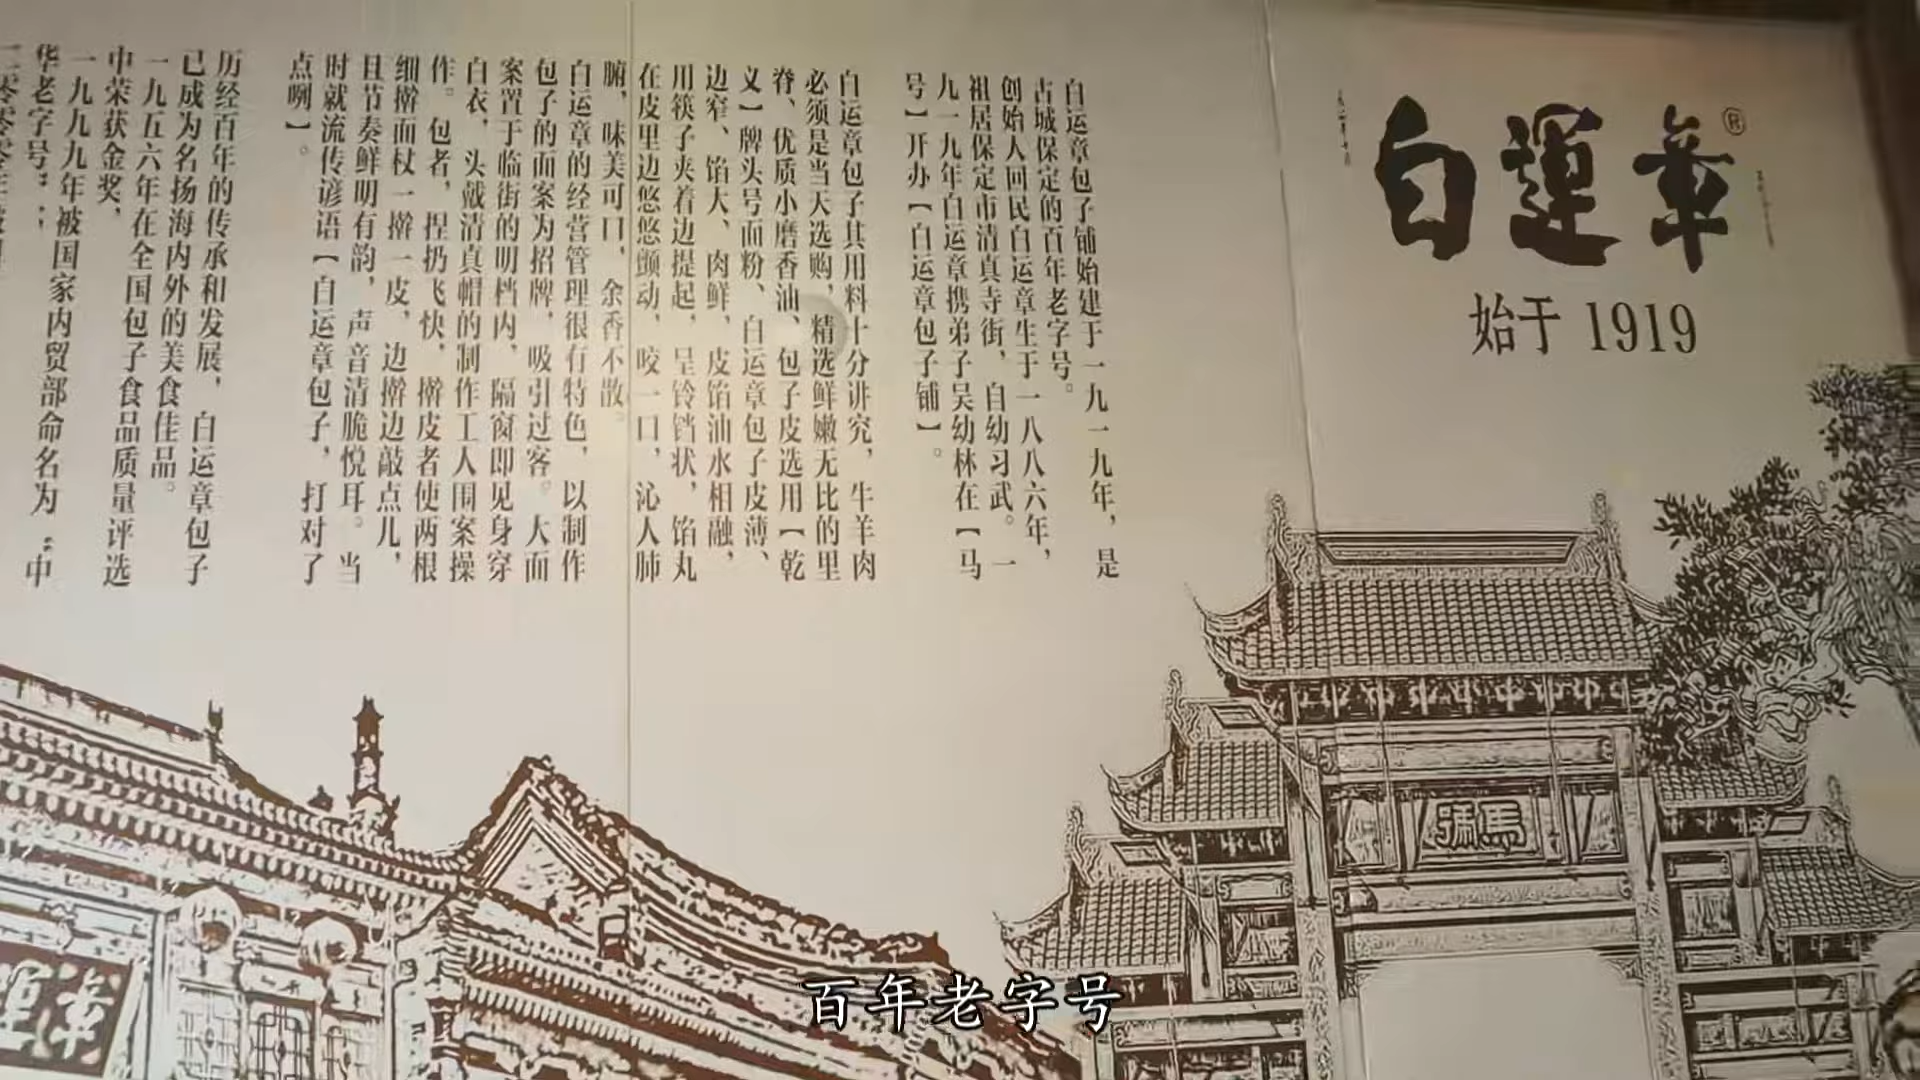 白運章
®
始于 1919
白运章包子铺始建于一九一九年，是
古城保定的百年老字号。
创始人回民白运章生于一八八六年，
祖居保定市清真寺街，自幼习武。一
九一九年白运章携弟子吴幼林在【马
号】开办【白运章包子铺】。
白运章包子其用料十分讲究，牛羊肉
必须是当天选购，精选鲜嫩无比的里
脊、优质小磨香油、包子皮选用【乾
义】牌头号面粉、白运章包子皮薄、
边窄、馅大、肉鲜，皮馅油水相融，
用筷子夹着边提起，呈铃铛状，馅丸
在皮里边悠悠颤动，咬一口，沁人肺
腑，味美可口，余香不散。
白运章的经营管理很有特色，以制作
包子的面案为招牌，吸引过客。大面
案置于临街的明档内，隔窗即见身穿
白衣，头戴清真帽的制作工人围案操
作。包者，捏扔飞快，擀皮者使两根
细擀面杖一擀一皮，边擀边敲点儿，
且节奏鲜明有韵，声音清脆悦耳。当
时就流传谚语【白运章包子，打对了
点咧】。
历经百年的传承和发展，白运章包子
已成为名扬海内外的美食佳品。
一九五六年在全国包子食品质量评选
中荣获金奖，
一九九九年被国家内贸部命名为“中
华老字号”；
馬號
運章
百年老字号